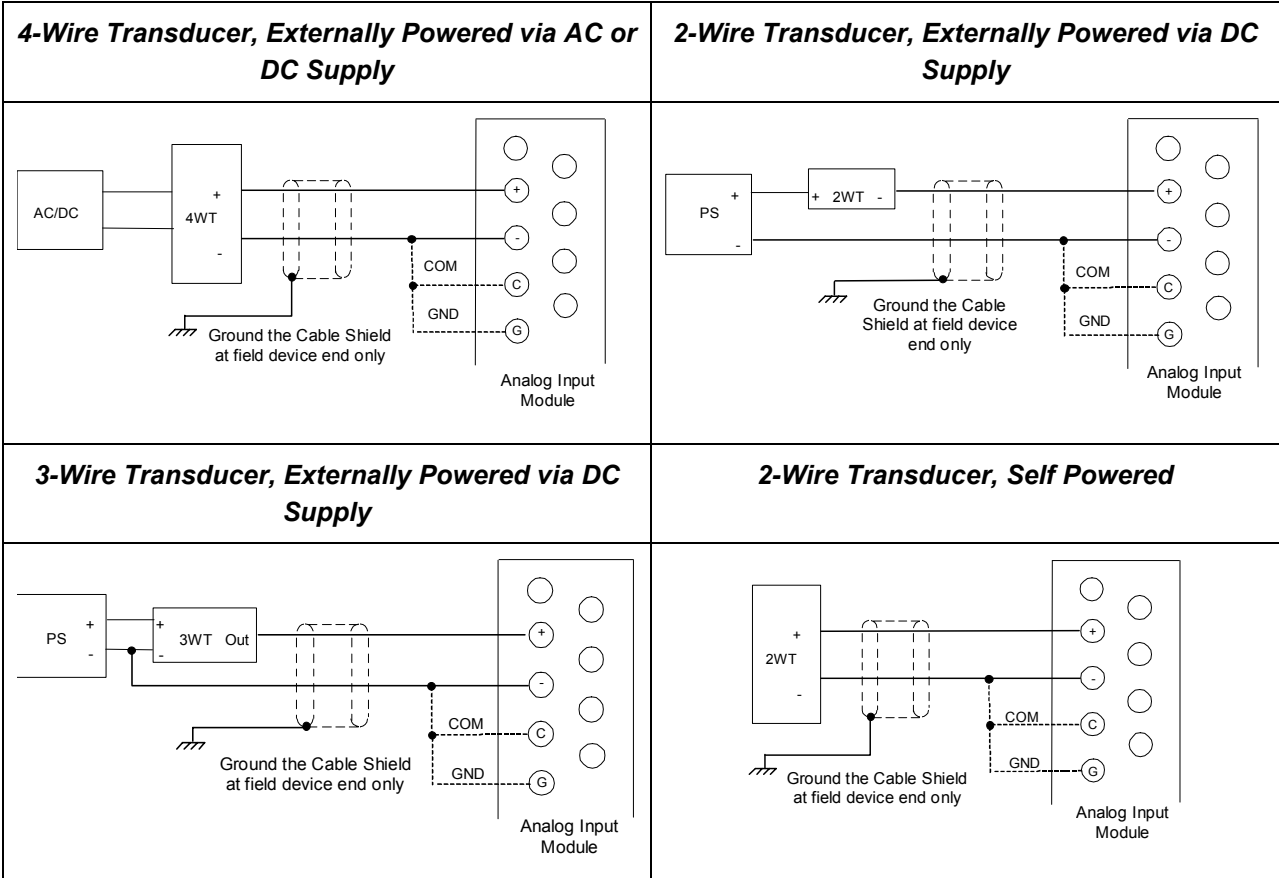 4-Wire Transducer, Externally Powered via AC or
DC Supply
AC/DC
+
4WT
-
+
-
COM
C
GND
G
Ground the Cable Shield
at field device end only
Analog Input
Module
2-Wire Transducer, Externally Powered via DC
Supply
PS
+
-
+ 2WT -
+
-
COM
C
GND
G
Ground the Cable
Shield at field device
end only
Analog Input
Module
3-Wire Transducer, Externally Powered via DC
Supply
PS
+
-
+
3WT Out
-
+
-
COM
C
GND
G
Ground the Cable Shield
at field device end only
Analog Input
Module
2-Wire Transducer, Self Powered
+
2WT
-
+
-
COM
C
GND
G
Ground the Cable Shield
at field device end only
Analog Input
Module